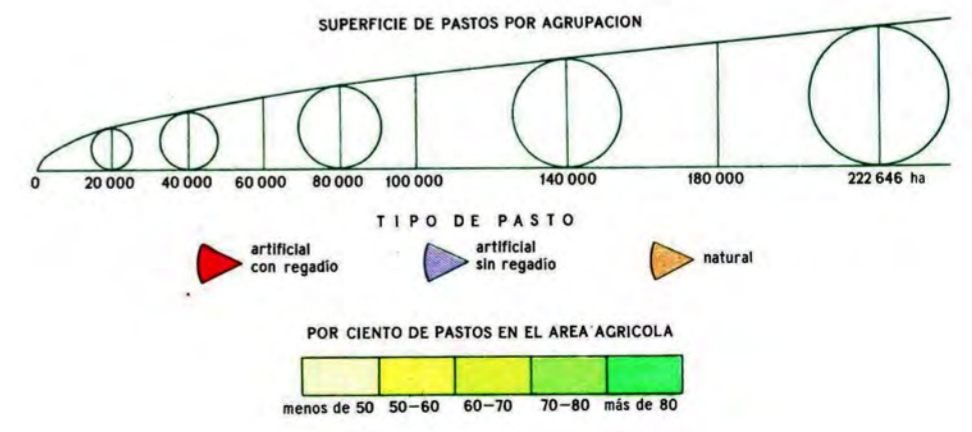 SUPERFICIE DE PASTOS POR AGRUPACION
0 20 000 40 000 60 000 80 000 100 000 140 000 180 000 222 646 ha
TIPO DE PASTO
artificial
con regadío
artificial
sin regadío
natural
POR CIENTO DE PASTOS EN EL AREA AGRICOLA
menos de 50 50–60 60–70 70–80 más de 80